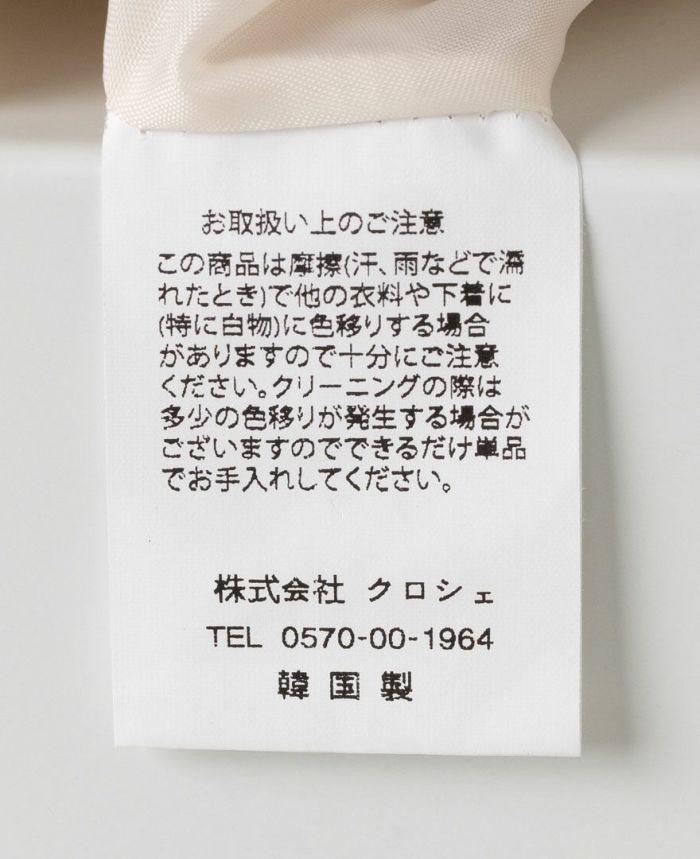 お取扱い上のご注意
この商品は摩擦(汗、雨などで濡
れたとき)で他の衣料や下着に
(特に白物)に色移りする場合
がありますので十分にご注意
ください。クリーニングの際は
多少の色移りが発生する場合が
ございますのでできるだけ単品
でお手入れしてください。
株式会社 クロシェ
TEL 0570-00-1964
韓国製